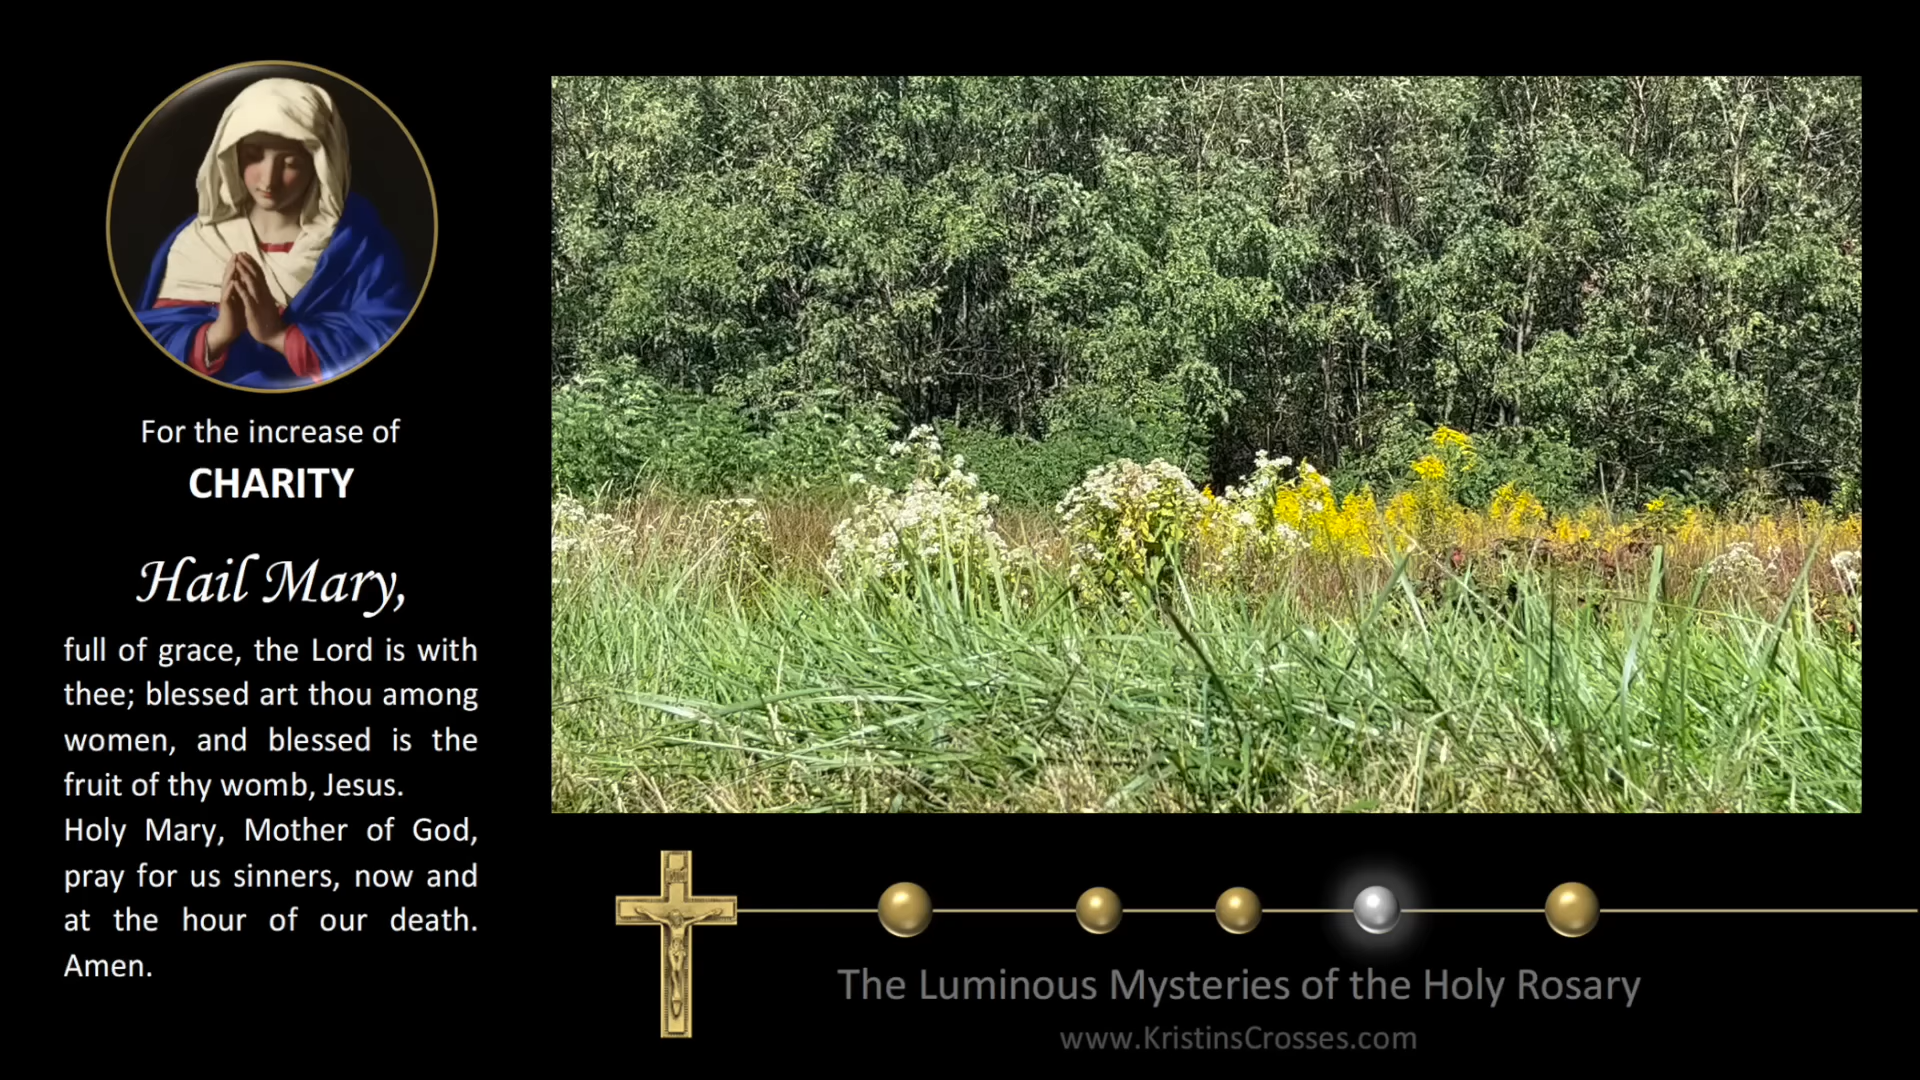 For the increase of
CHARITY
Hail Mary,
full of grace, the Lord is with
thee; blessed art thou among
women, and blessed is the
fruit of thy womb, Jesus.
Holy Mary, Mother of God,
pray for us sinners, now and
at the hour of our death.
Amen.
The Luminous Mysteries of the Holy Rosary
www.KristinsCrosses.com